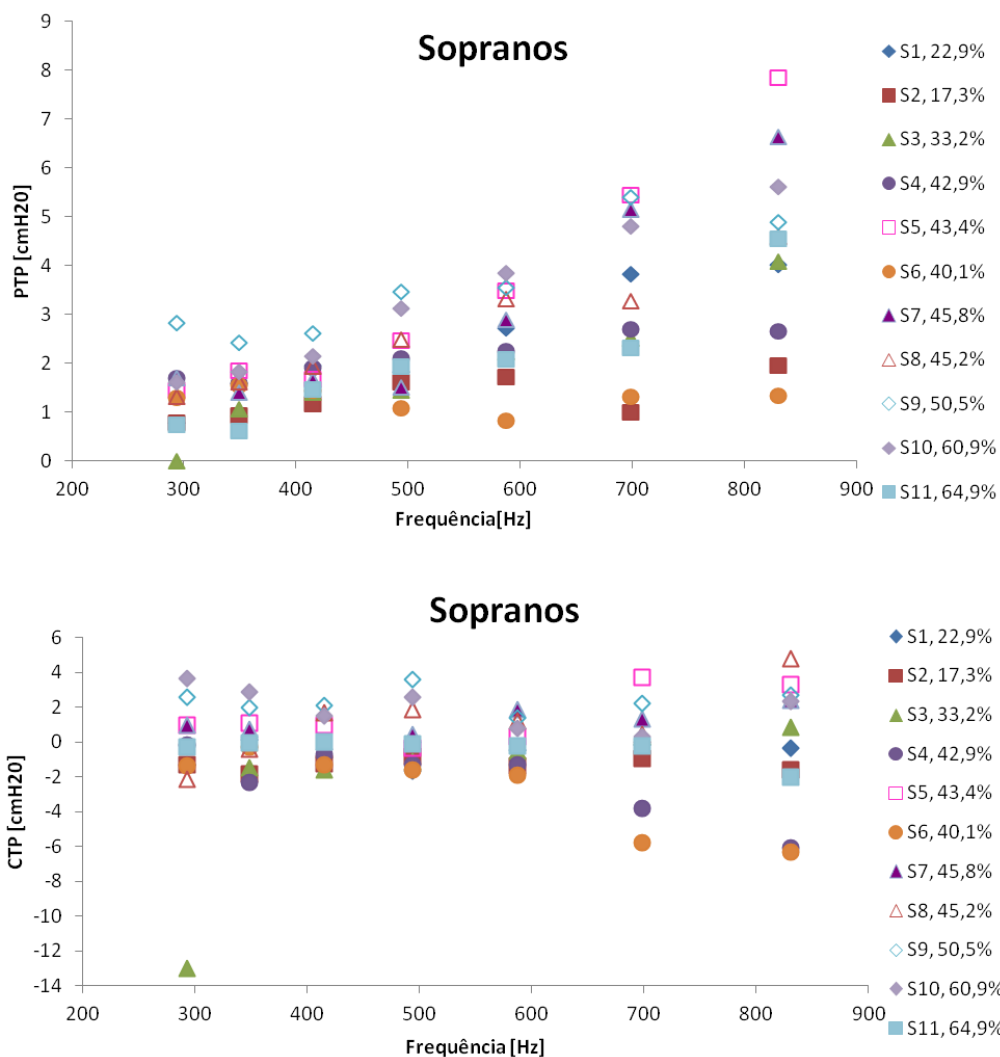 Sopranos
9
8
7
6
5
4
3
2
1
0
PTP [cmH20]
200 300 400 500 600 700 800 900
Frequência[Hz]
S1, 22,9%
S2, 17,3%
S3, 33,2%
S4, 42,9%
S5, 43,4%
S6, 40,1%
S7, 45,8%
S8, 45,2%
S9, 50,5%
S10, 60,9%
S11, 64,9%
Sopranos
6
4
2
0
-2
-4
-6
-8
-10
-12
-14
CTP [cmH20]
200 300 400 500 600 700 800 900
Frequência [Hz]
S1, 22,9%
S2, 17,3%
S3, 33,2%
S4, 42,9%
S5, 43,4%
S6, 40,1%
S7, 45,8%
S8, 45,2%
S9, 50,5%
S10, 60,9%
S11, 64,9%